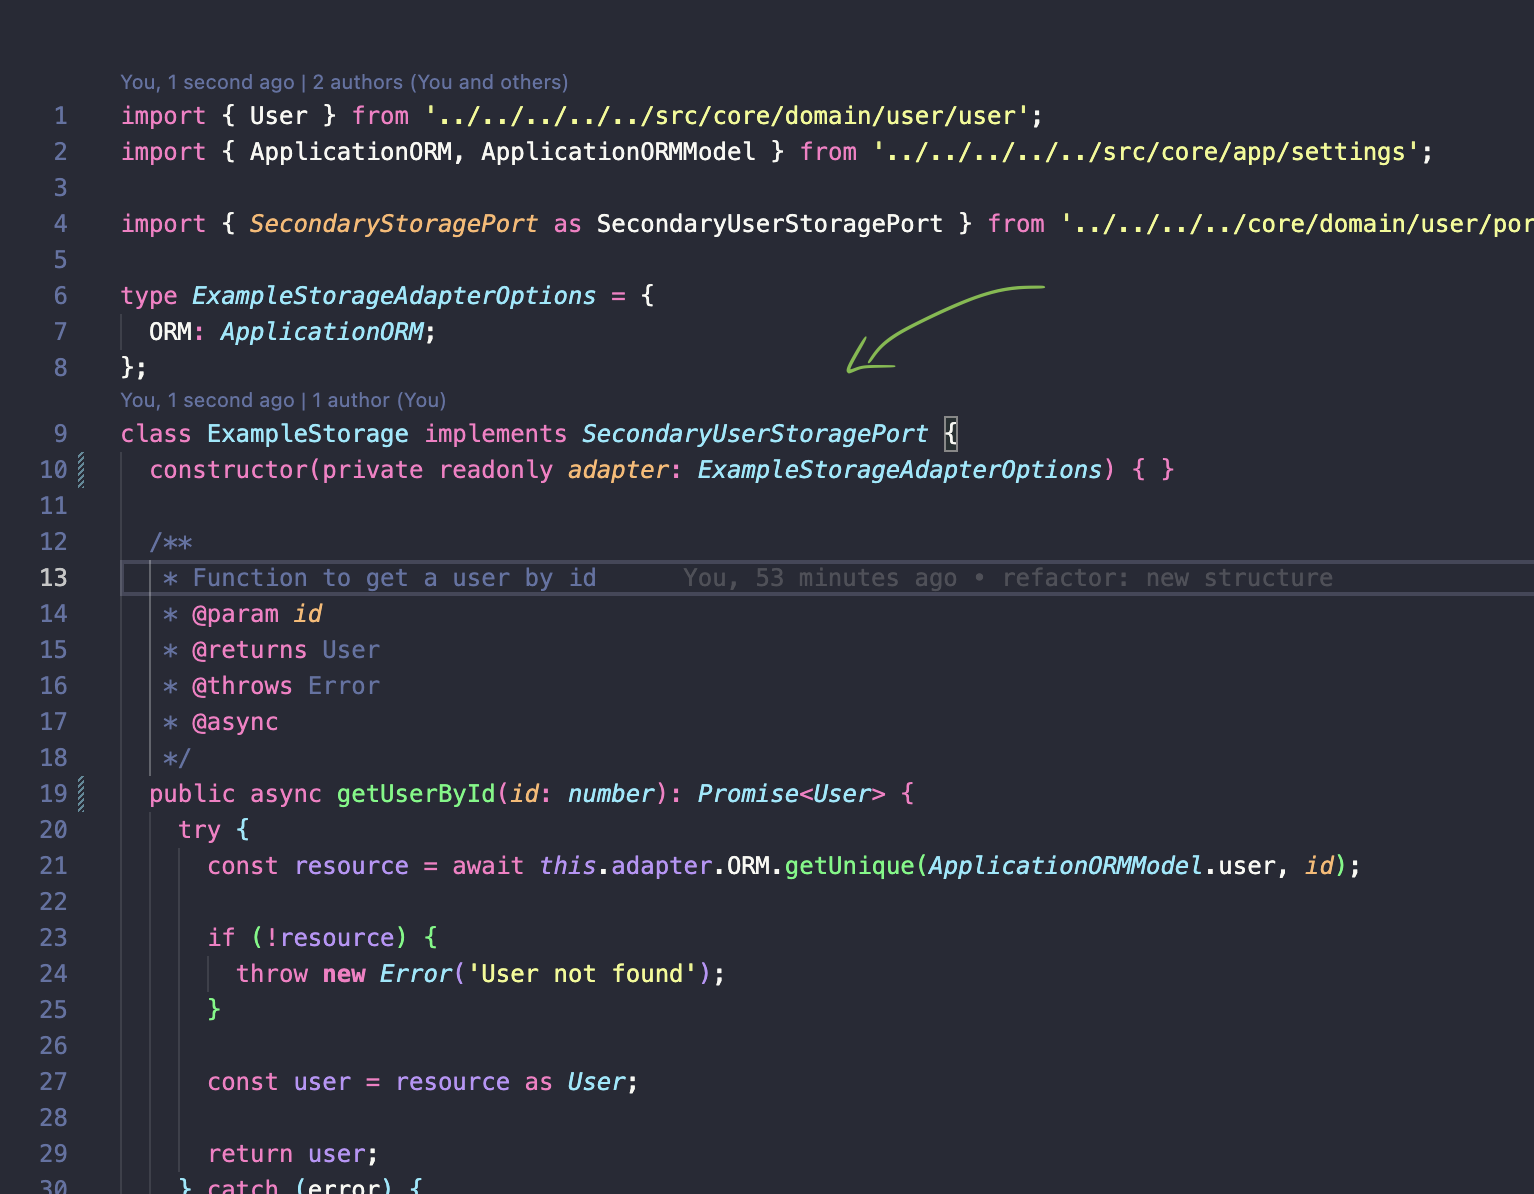 You, 1 second ago | 2 authors (You and others)
1 import { User } from '../../../../../src/core/domain/user/user';
2 import { ApplicationORM, ApplicationORMModel } from '../../../../../src/core/app/settings';
3
4 import { SecondaryStoragePort as SecondaryUserStoragePort } from '../../../../core/domain/user/por
5
6 type ExampleStorageAdapterOptions = {
7 ORM: ApplicationORM;
8 };
You, 1 second ago | 1 author (You)
9 class ExampleStorage implements SecondaryUserStoragePort {
10 constructor(private readonly adapter: ExampleStorageAdapterOptions) { }
11
12 /**
13 * Function to get a user by id You, 53 minutes ago • refactor: new structure
14 * @param id
15 * @returns User
16 * @throws Error
17 * @async
18 */
19 public async getUserById(id: number): Promise<User> {
20 try {
21 const resource = await this.adapter.ORM.getUnique(ApplicationORMModel.user, id);
22
23 if (!resource) {
24 throw new Error('User not found');
25 }
26
27 const user = resource as User;
28
29 return user;
30 } catch (error) {